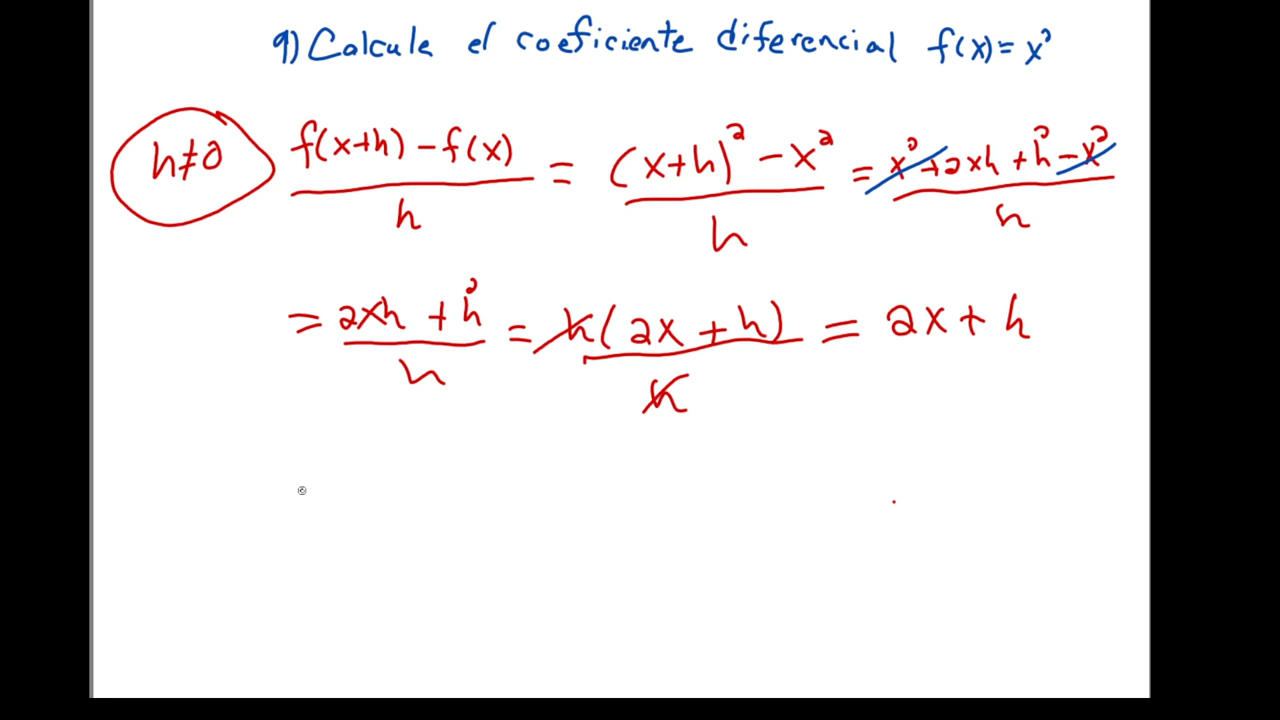 9) Calcule el coeficiente diferencial f(x) = x²
h≠0 (f(x+h) - f(x))/h = ((x+h)² - x²)/h = (x² + 2xh + h² - x²)/h
= (2xh + h²)/h = h(2x + h)/h = 2x + h